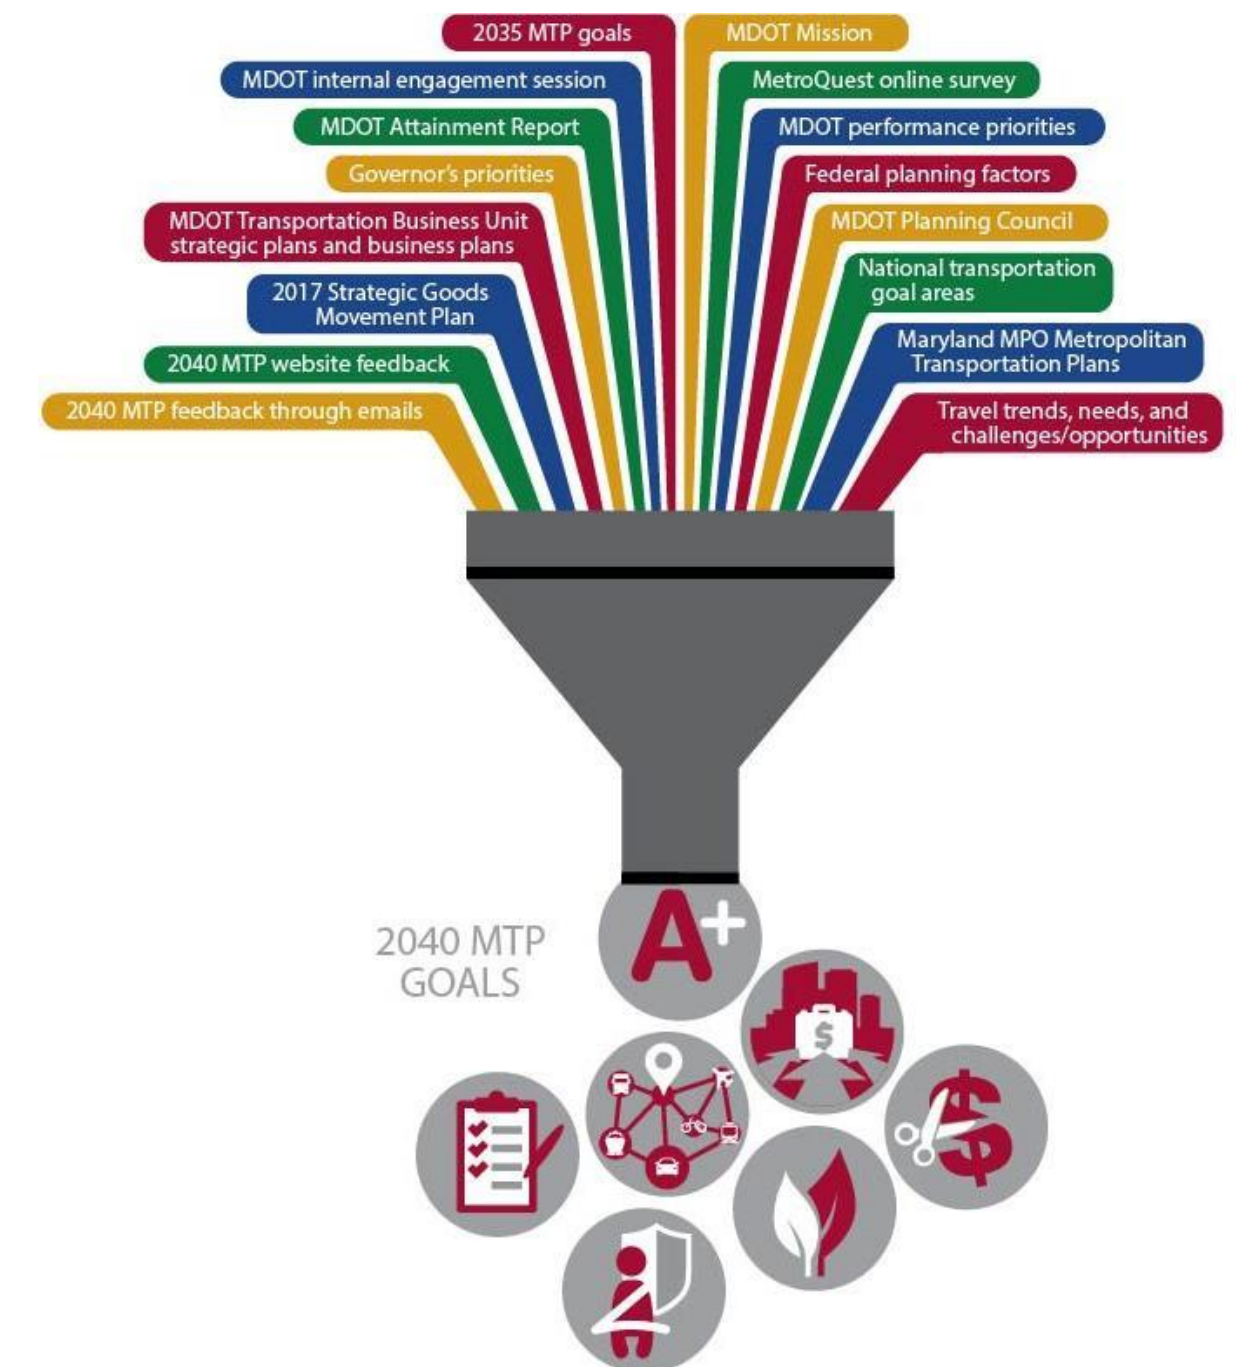 2035 MTP goals
MDOT Mission
MDOT internal engagement session
MetroQuest online survey
MDOT Attainment Report
MDOT performance priorities
Governor's priorities
Federal planning factors
MDOT Transportation Business Unit
strategic plans and business plans
MDOT Planning Council
National transportation
goal areas
2017 Strategic Goods
Movement Plan
Maryland MPO Metropolitan
Transportation Plans
2040 MTP website feedback
2040 MTP feedback through emails
Travel trends, needs, and
challenges/opportunities
A+
2040 MTP
GOALS
$
$